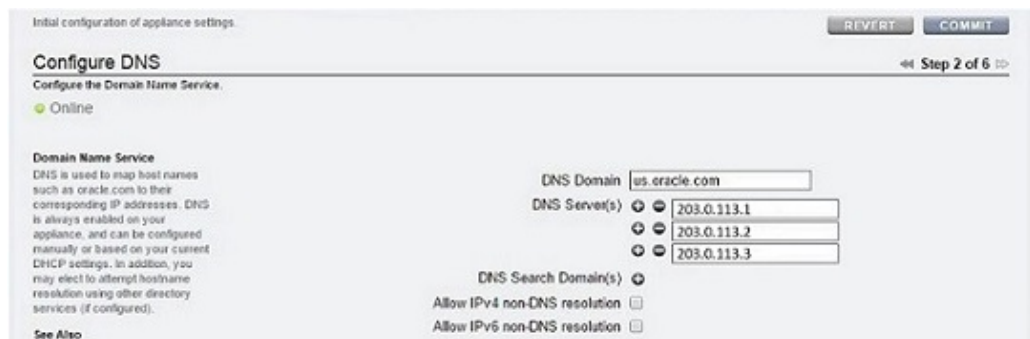 Initial configuration of appliance settings.
REVERT COMMIT
Configure DNS
Step 2 of 6
Configure the Domain Name Service.
Online
Domain Name Service
DNS is used to map host names
such as oracle.com to their
corresponding IP addresses. DNS
is always enabled on your
appliance, and can be configured
manually or based on your current
DHCP settings. In addition, you
may elect to attempt hostname
resolution using other directory
services (if configured).
See Also
DNS Domain us.oracle.com
DNS Server(s) 203.0.113.1
203.0.113.2
203.0.113.3
DNS Search Domain(s)
Allow IPv4 non-DNS resolution
Allow IPv6 non-DNS resolution